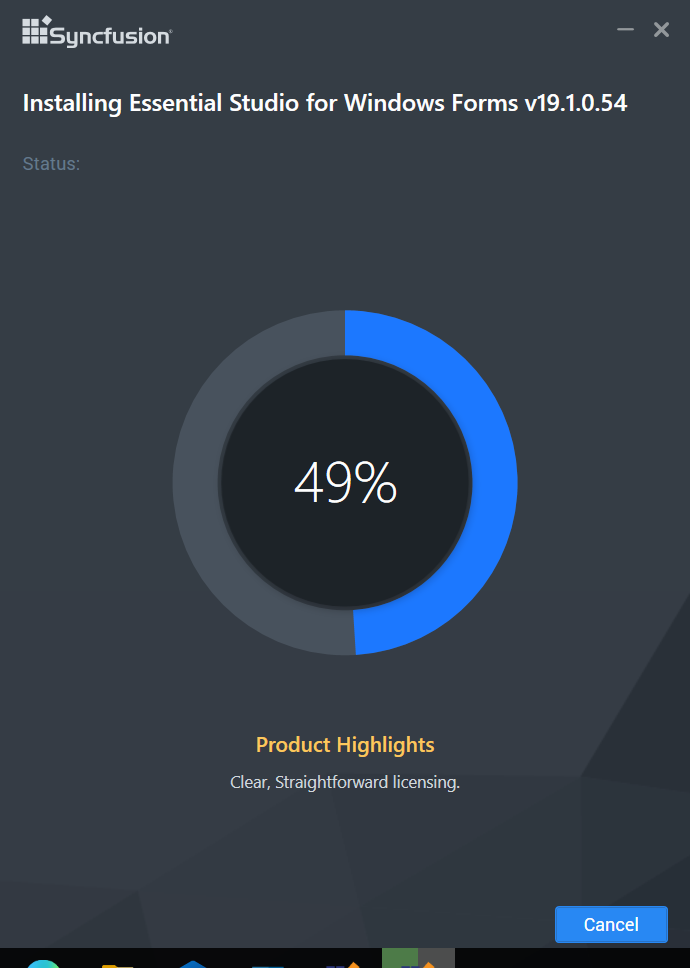 Syncfusion®
Installing Essential Studio for Windows Forms v19.1.0.54
Status:
49%
Product Highlights
Clear, Straightforward licensing.
Cancel